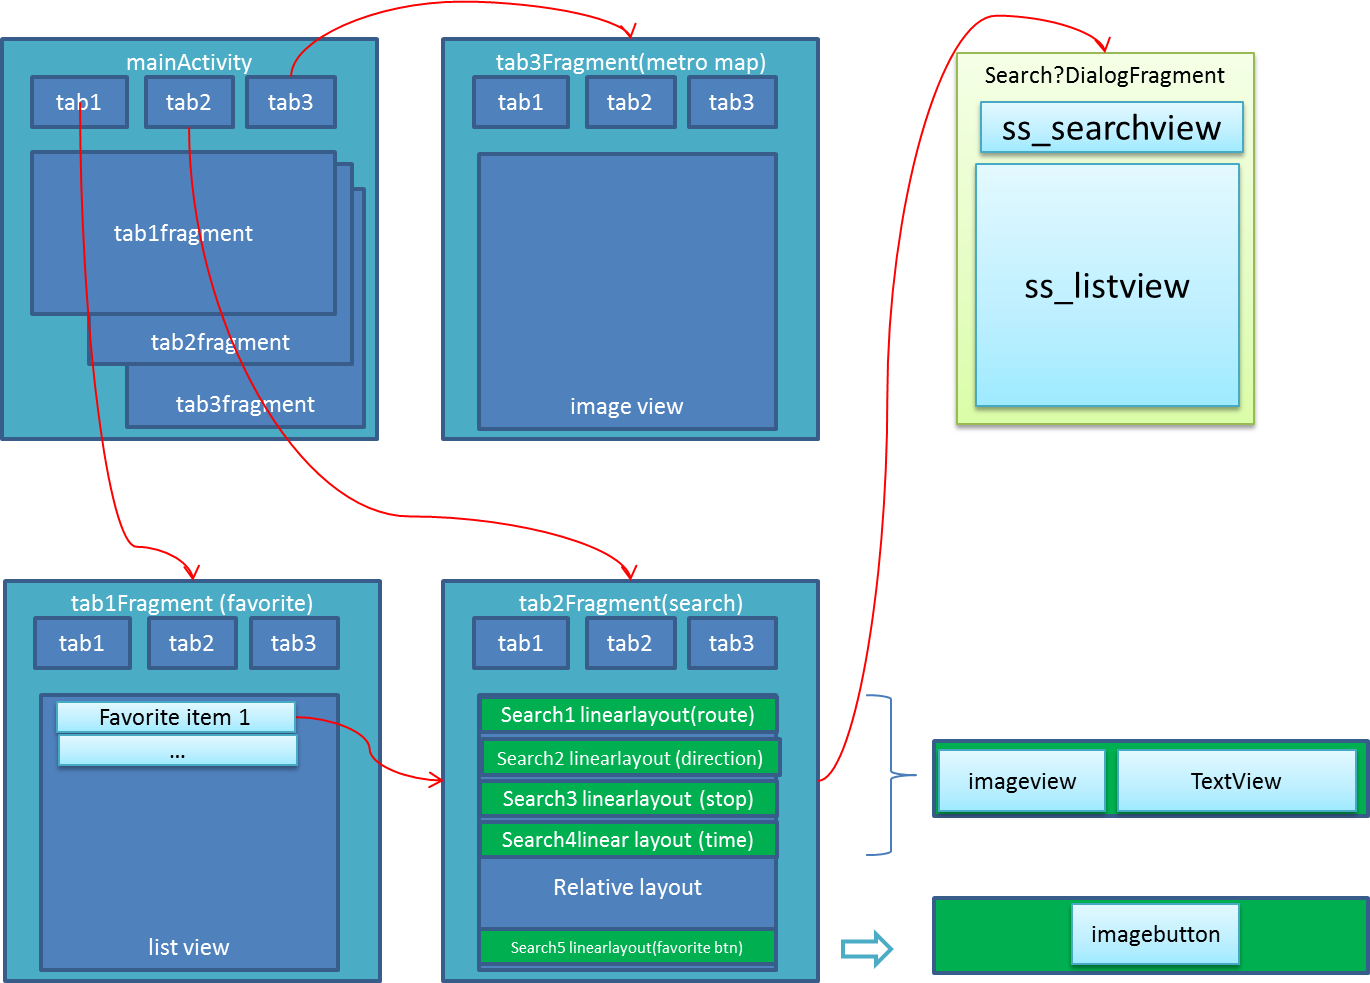 mainActivity
tab1
tab2
tab3
tab1fragment
tab2fragment
tab3fragment
tab3Fragment(metro map)
tab1
tab2
tab3
image view
Search?DialogFragment
ss_searchview
ss_listview
tab1Fragment (favorite)
tab1
tab2
tab3
Favorite item 1
...
list view
tab2Fragment(search)
tab1
tab2
tab3
Search1 linearlayout(route)
Search2 linearlayout (direction)
Search3 linearlayout (stop)
Search4linear layout (time)
Relative layout
Search5 linearlayout(favorite btn)
imageview
TextView
imagebutton